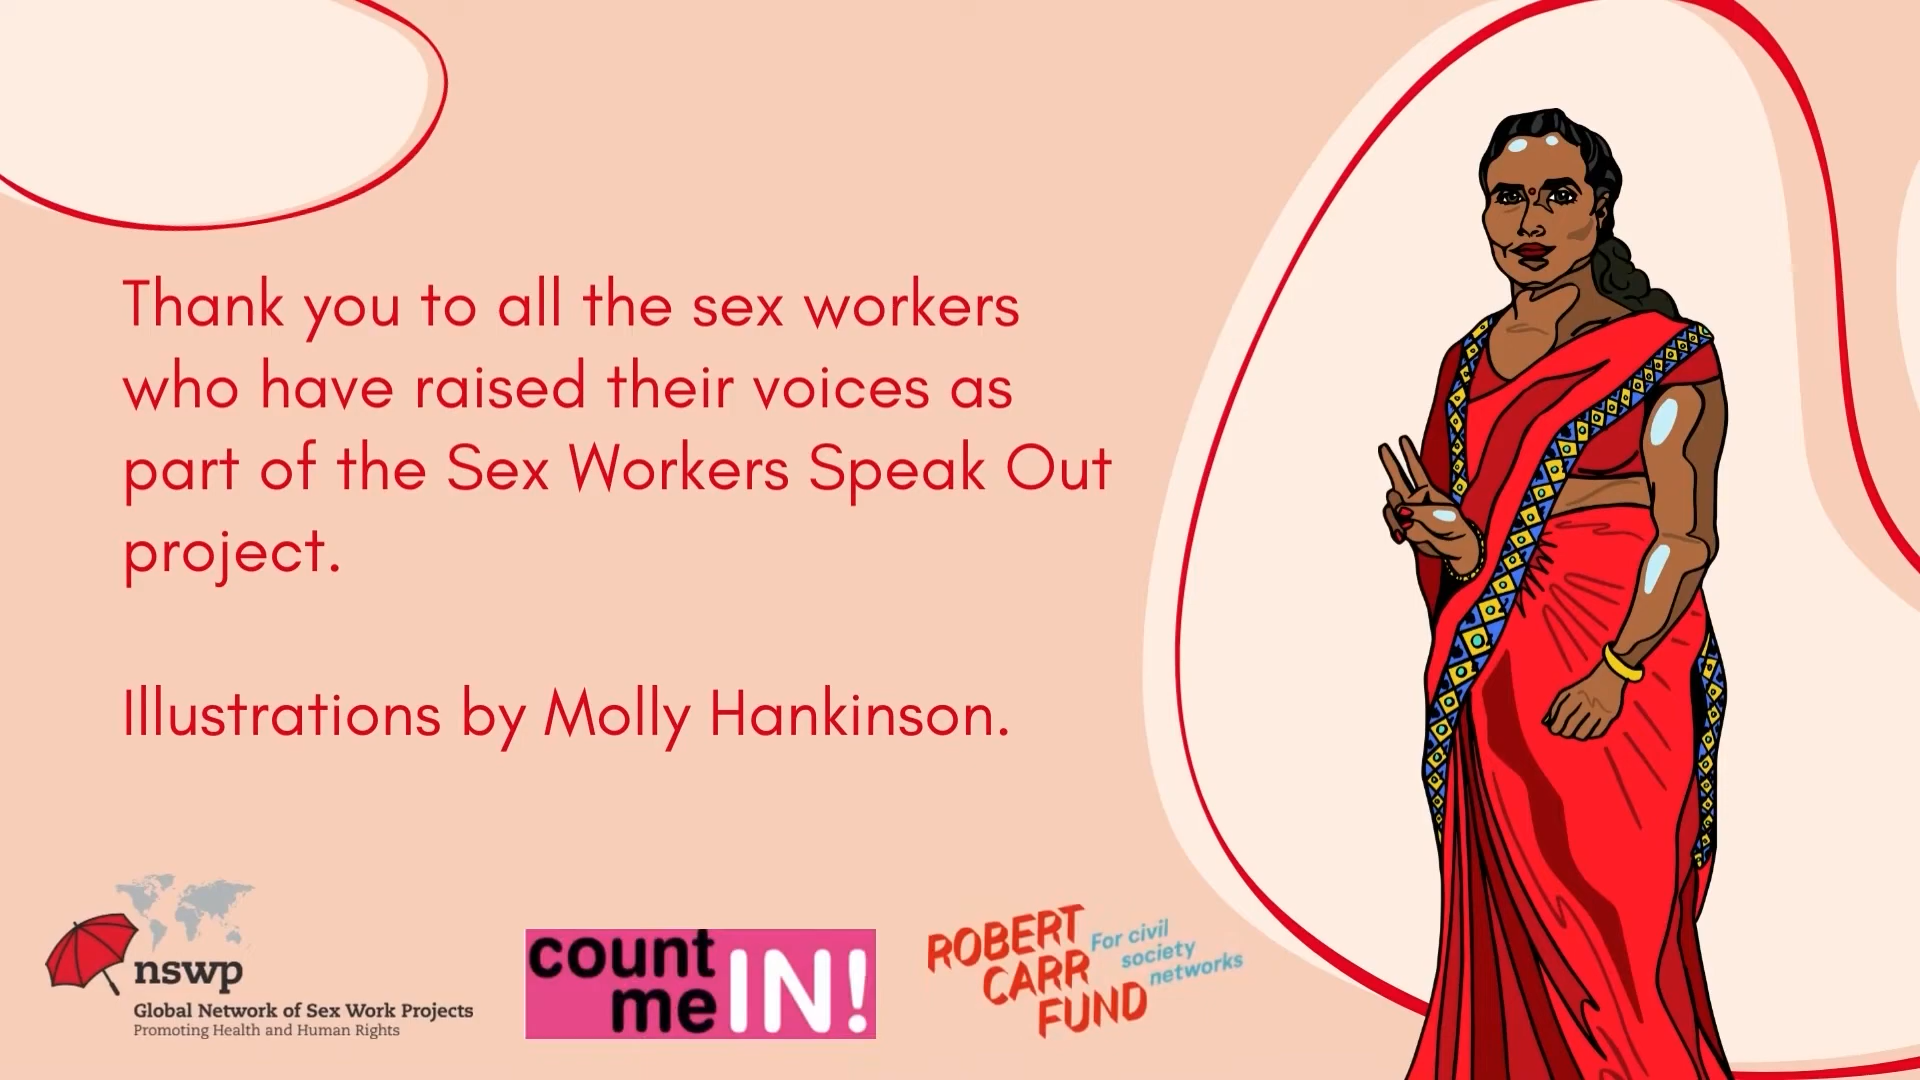 Thank you to all the sex workers
who have raised their voices as
part of the Sex Workers Speak Out
project.
Illustrations by Molly Hankinson.
nswp
Global Network of Sex Work Projects
Promoting Health and Human Rights
count
me IN!
ROBERT
CARR
FUND
For civil
society
networks